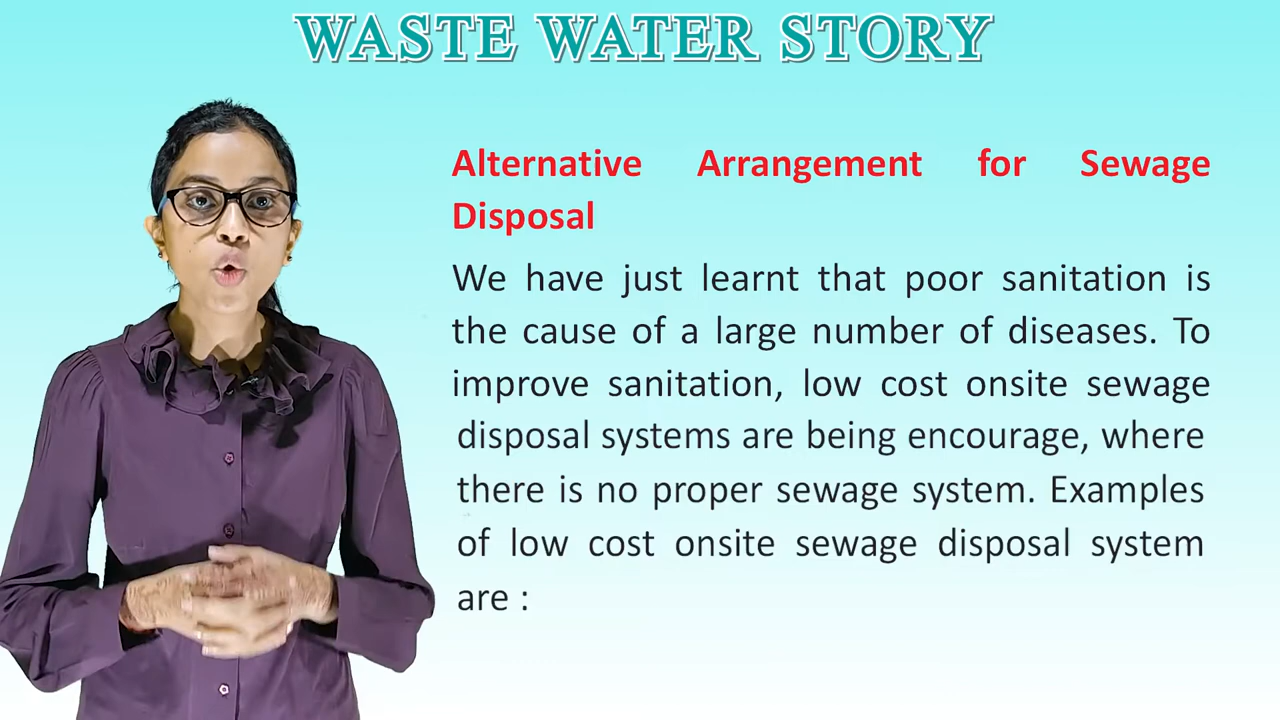 WASTE WATER STORY
Alternative Arrangement for Sewage
Disposal
We have just learnt that poor sanitation is
the cause of a large number of diseases. To
improve sanitation, low cost onsite sewage
disposal systems are being encourage, where
there is no proper sewage system. Examples
of low cost onsite sewage disposal system
are :